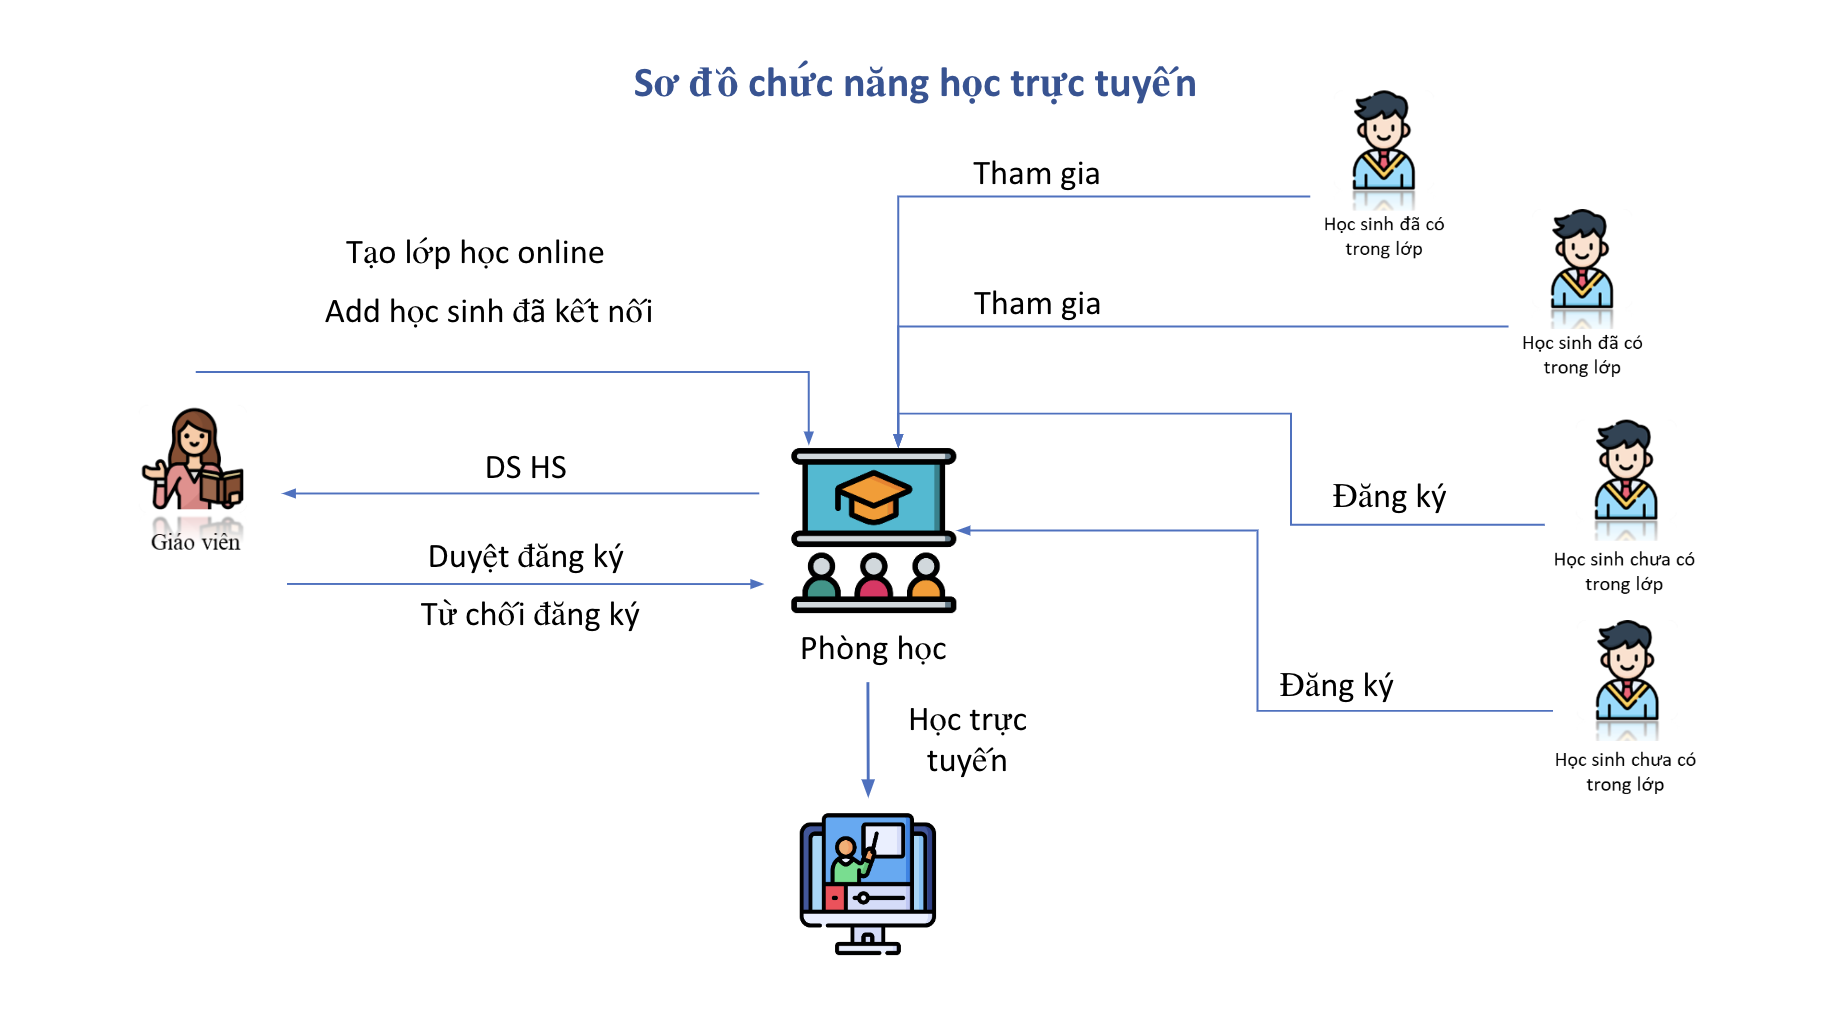 Sơ đồ chức năng học trực tuyến
Tham gia
Học sinh đã có
trong lớp
Tạo lớp học online
Add học sinh đã kết nối
Tham gia
Học sinh đã có
trong lớp
DS HS
Đăng ký
Giáo viên
Duyệt đăng ký
Từ chối đăng ký
Học sinh chưa có
trong lớp
Phòng học
Đăng ký
Học trực
tuyến
Học sinh chưa có
trong lớp